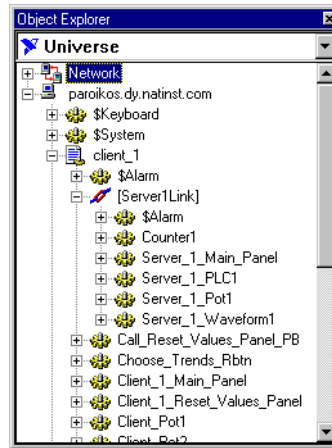 Object Explorer
Universe
Network
paroikos.dy.natinst.com
$Keyboard
$System
client_1
$Alarm
[Server1Link]
$Alarm
Counter1
Server_1_Main_Panel
Server_1_PLC1
Server_1_Pot1
Server_1_Waveform1
Call_Reset_Values_Panel_PB
Choose_Trends_Rbtn
Client_1_Main_Panel
Client_1_Reset_Values_Panel
Client_Pot1
Client_Pot2